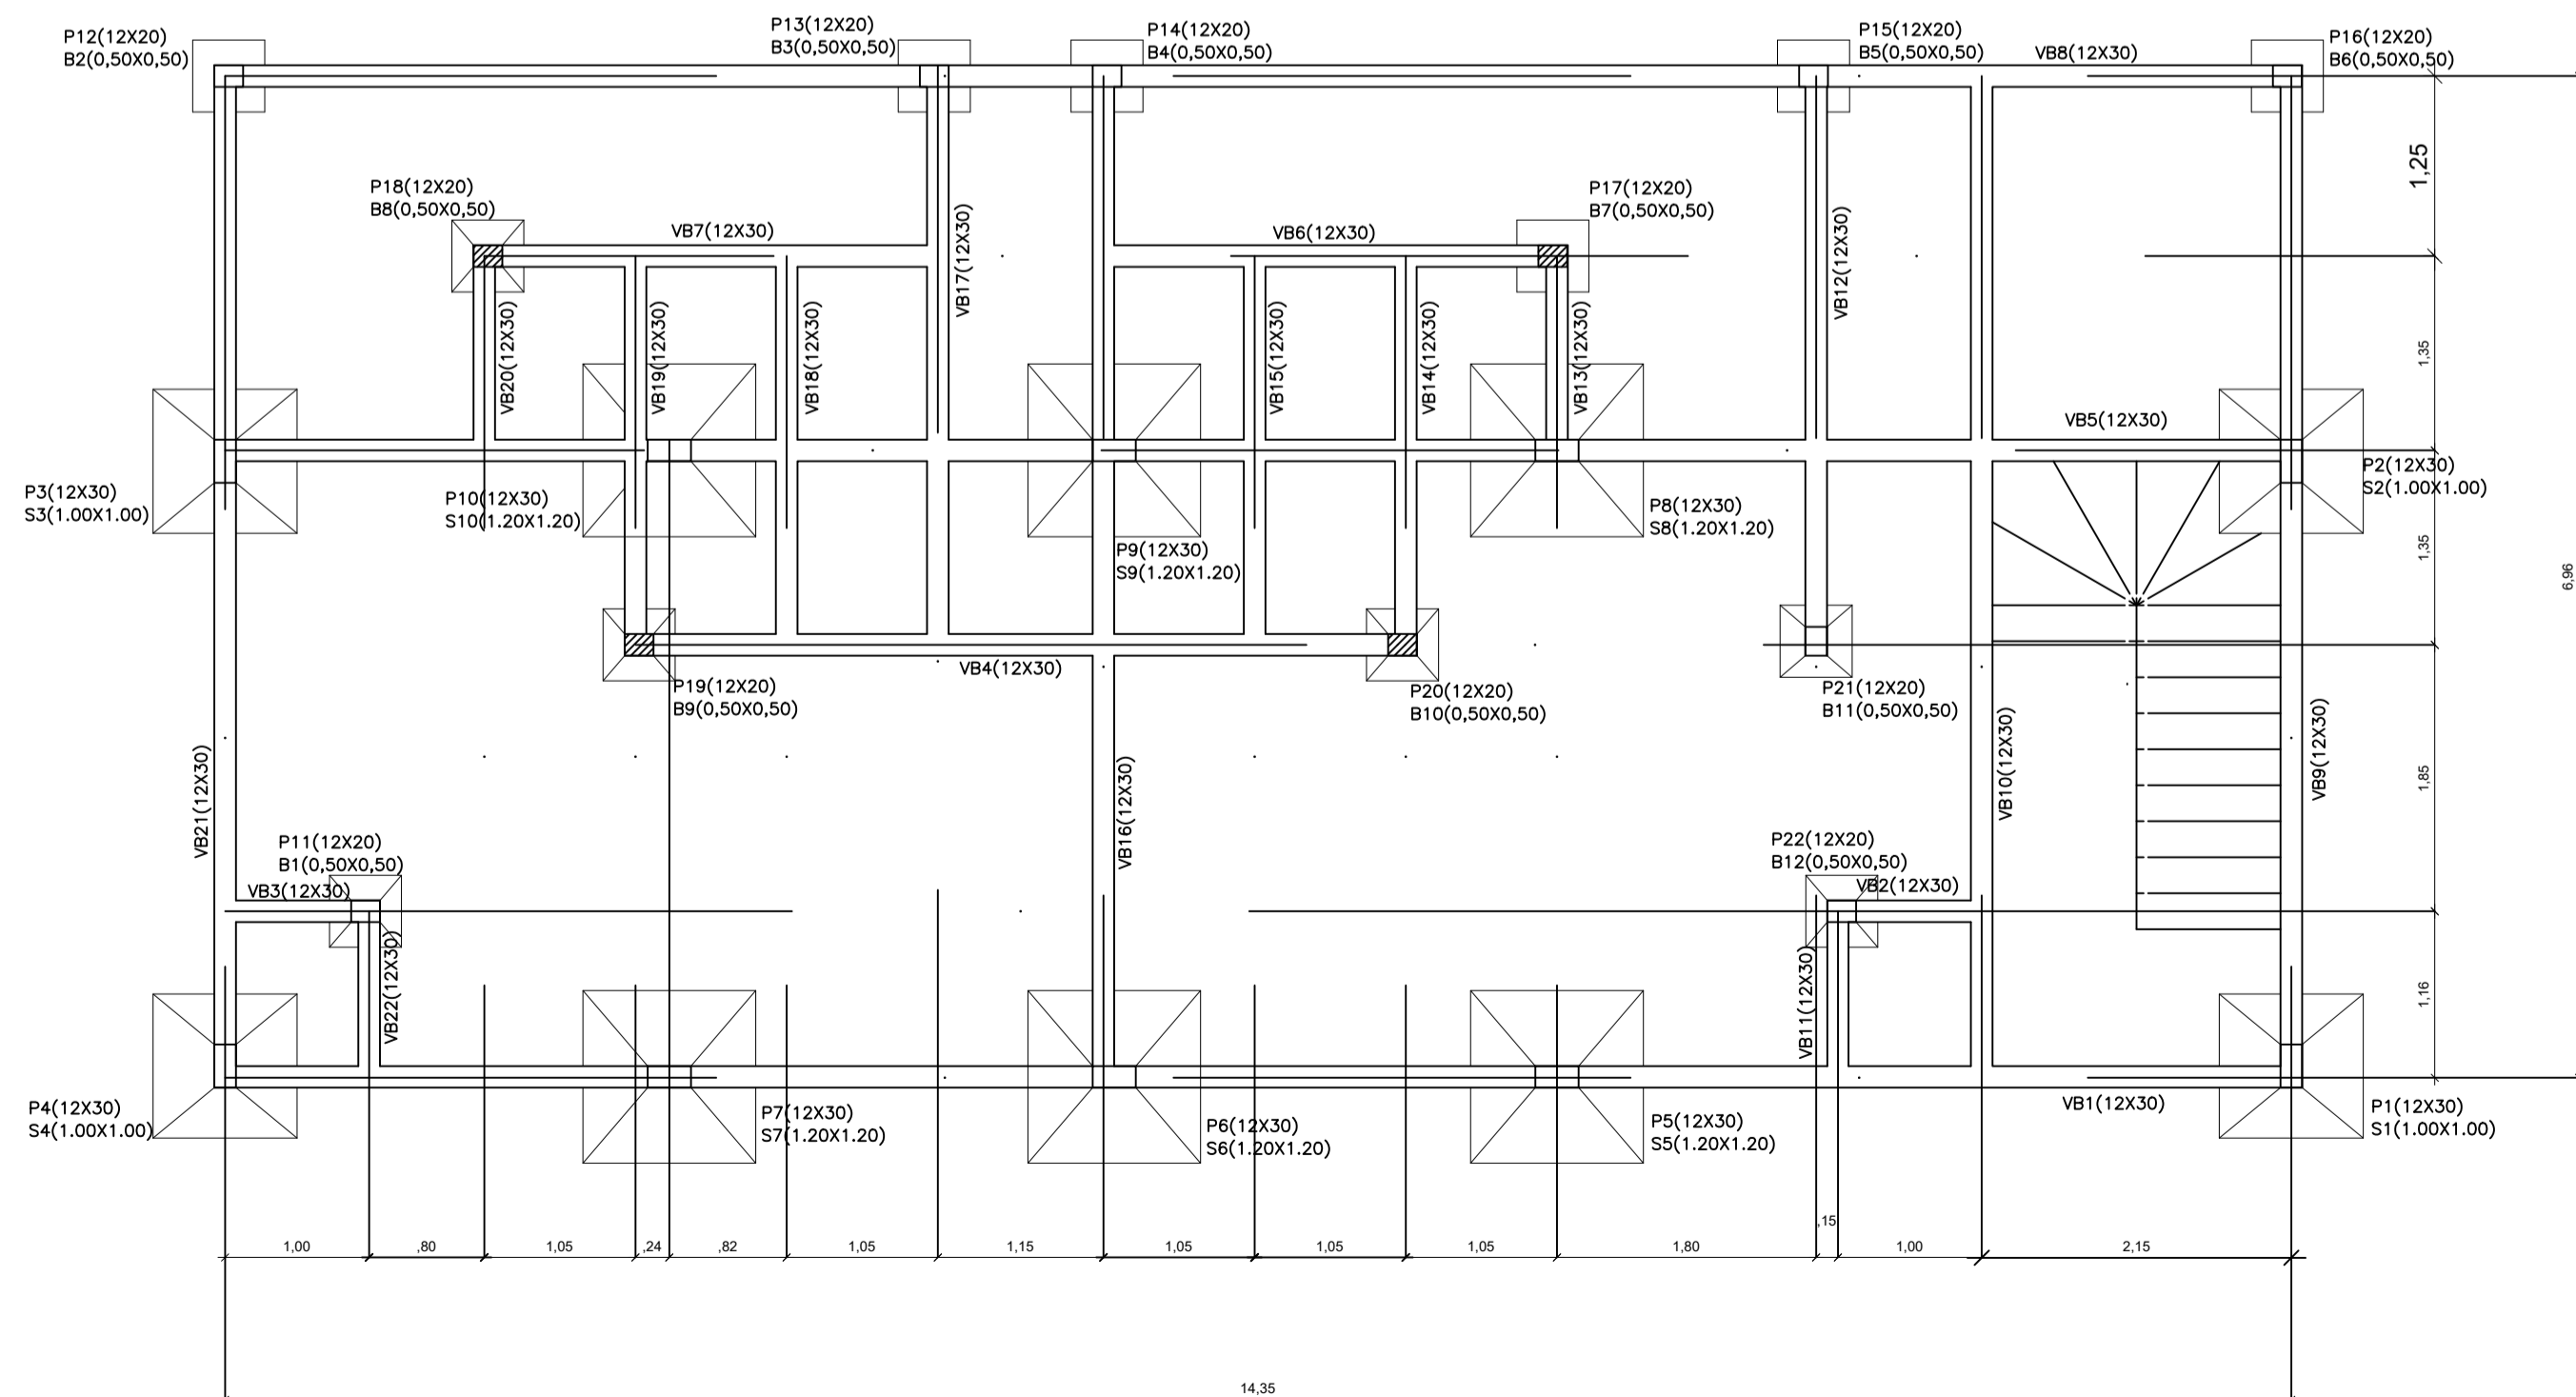 P12(12X20)
B2(0,50X0,50)
P13(12X20)
B3(0,50X0,50)
P14(12X20)
B4(0,50X0,50)
P15(12X20)
B5(0,50X0,50)
VB8(12X30)
P16(12X20)
B6(0,50X0,50)
1,25
P18(12X20)
B8(0,50X0,50)
VB7(12X30)
VB17(12X30)
VB6(12X30)
P17(12X20)
B7(0,50X0,50)
VB12(12X30)
VB20(12X30)
VB19(12X30)
VB18(12X30)
VB15(12X30)
VB14(12X30)
VB13(12X30)
1,35
VB5(12X30)
P3(12X30)
S3(1.00X1.00)
P10(12X30)
S10(1.20X1.20)
P9(12X30)
S9(1.20X1.20)
P8(12X30)
S8(1.20X1.20)
P2(12X30)
S2(1.00X1.00)
1,35
6,96
P19(12X20)
B9(0,50X0,50)
VB4(12X30)
P20(12X20)
B10(0,50X0,50)
P21(12X20)
B11(0,50X0,50)
VB21(12X30)
VB16(12X30)
VB10(12X30)
VB9(12X30)
1,85
P11(12X20)
B1(0,50X0,50)
VB3(12X30)
P22(12X20)
B12(0,50X0,50)
VB2(12X30)
VB22(12X30)
VB11(12X30)
1,16
P4(12X30)
S4(1.00X1.00)
P7(12X30)
S7(1.20X1.20)
P6(12X30)
S6(1.20X1.20)
P5(12X30)
S5(1.20X1.20)
VB1(12X30)
P1(12X30)
S1(1.00X1.00)
1,00
,80
1,05
,24
,82
1,05
1,15
1,05
1,05
1,05
1,80
,15
1,00
2,15
14,35